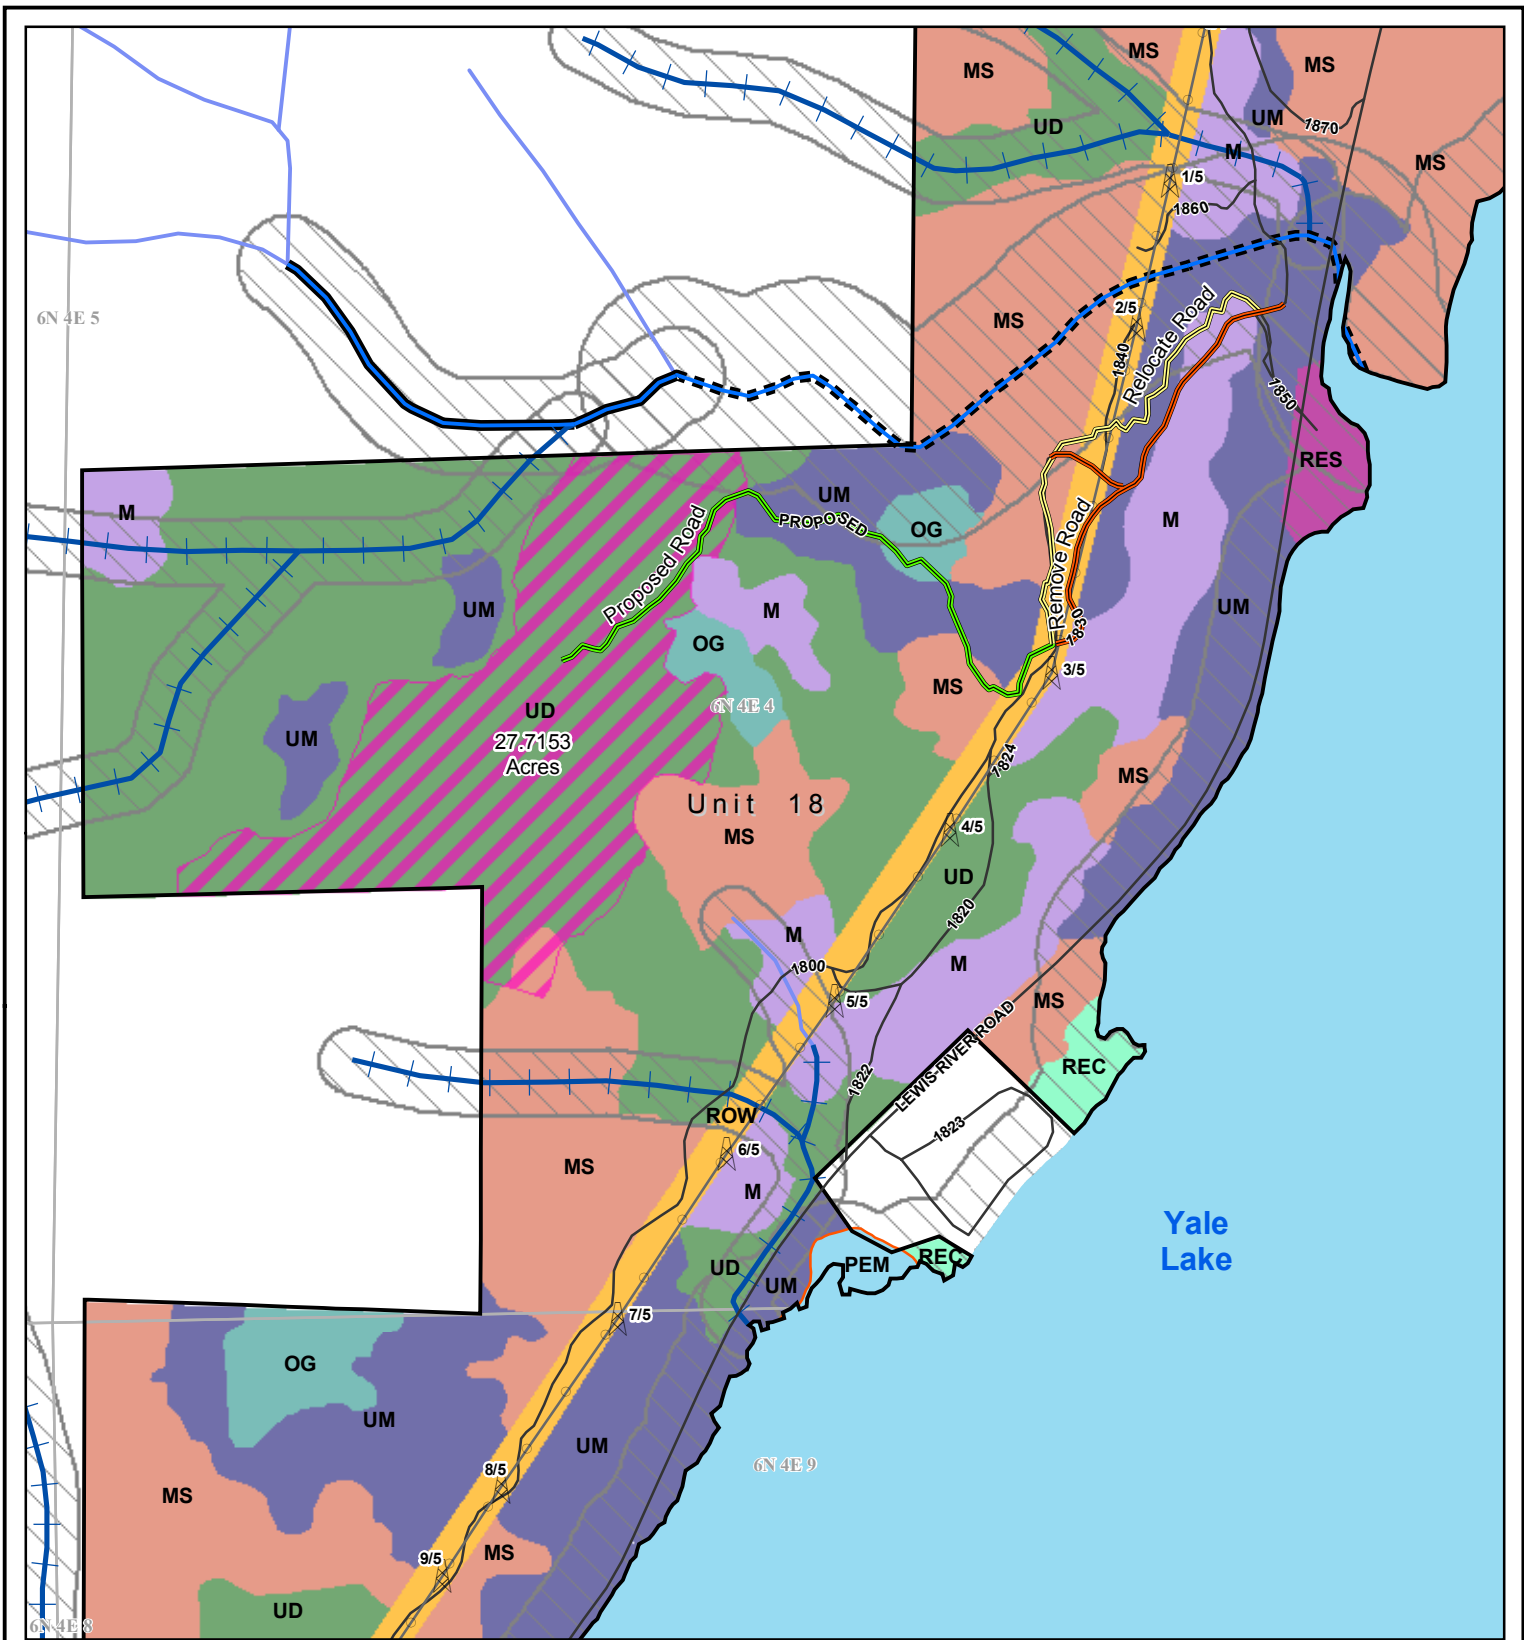 MS
MS
MS
UM
1870
UD
M
MS
1/5
1860
6N 4E 5
2/5
MS
Relocate Road
1840
1850
RES
UM
M
PROPOSED
OG
M
Proposed Road
Remove Road
UM
M
UM
1830
OG
3/5
MS
6N 4E 4
UD
27.7153
Acres
UM
1824
MS
Unit 18
MS
4/5
UD
1820
M
M
1800
5/5
MS
LEWIS RIVER ROAD
REC
1822
ROW
1823
6/5
MS
M
Yale
Lake
UD
UM
PEM
REC
7/5
OG
UM
UM
6N 4E 9
8/5
MS
9/5
MS
UD
6N 4E 8